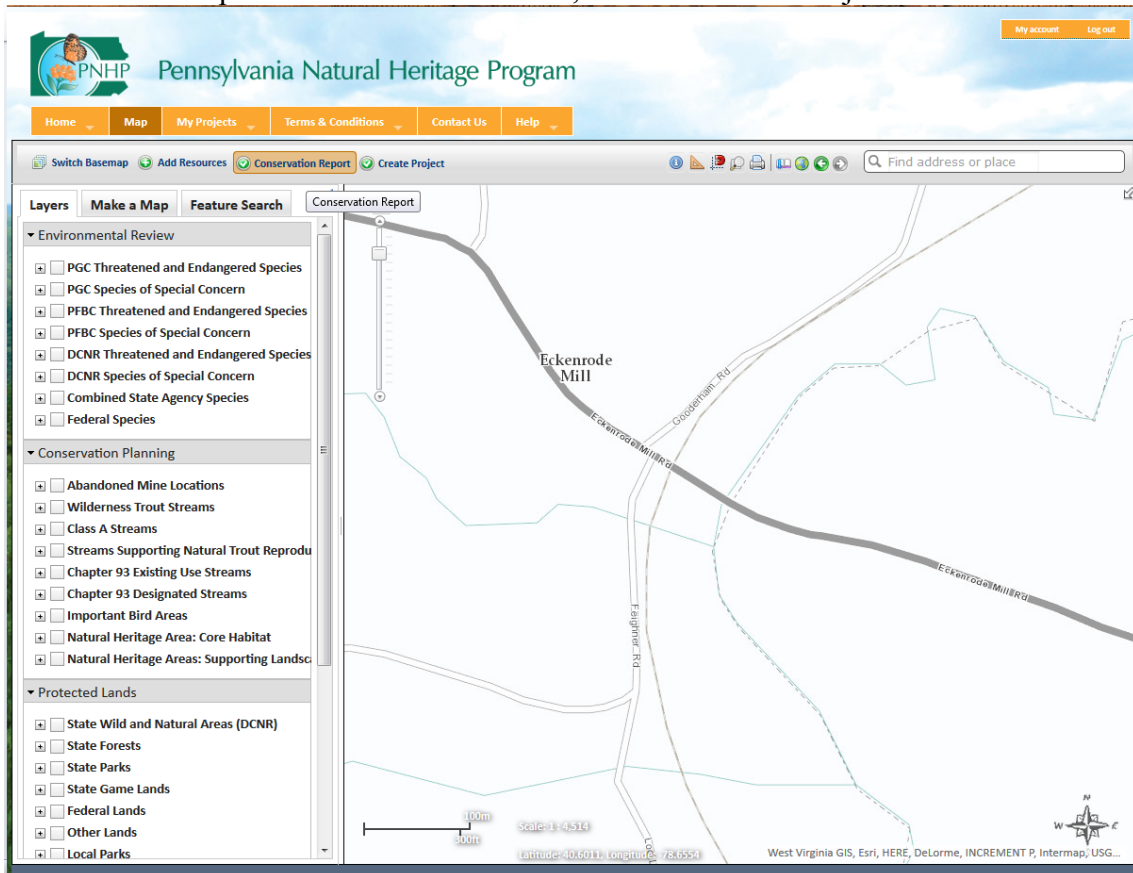 My account Log out
PNHP Pennsylvania Natural Heritage Program
Home Map My Projects Terms & Conditions Contact Us Help
Switch Basemap Add Resources Conservation Report Create Project Find address or place
Layers Make a Map Feature Search Conservation Report
Environmental Review
PGC Threatened and Endangered Species
PGC Species of Special Concern
PFBC Threatened and Endangered Species
PFBC Species of Special Concern
DCNR Threatened and Endangered Species
DCNR Species of Special Concern
Combined State Agency Species
Federal Species
Conservation Planning
Abandoned Mine Locations
Wilderness Trout Streams
Class A Streams
Streams Supporting Natural Trout Reprodu
Chapter 93 Existing Use Streams
Chapter 93 Designated Streams
Important Bird Areas
Natural Heritage Area: Core Habitat
Natural Heritage Areas: Supporting Landsca
Protected Lands
State Wild and Natural Areas (DCNR)
State Forests
State Parks
State Game Lands
Federal Lands
Other Lands
Local Parks
Eckenrode
Mill
Gooderham Rd
Eckenrode Mill Rd
Eckenrode Mill Rd
Feighner Rd
100m
300ft
Scale: 1 : 4,514
Latitude: 40.6011, Longitude: -78.6554
N
W E
West Virginia GIS, Esri, HERE, DeLorme, INCREMENT P, Intermap, USG...